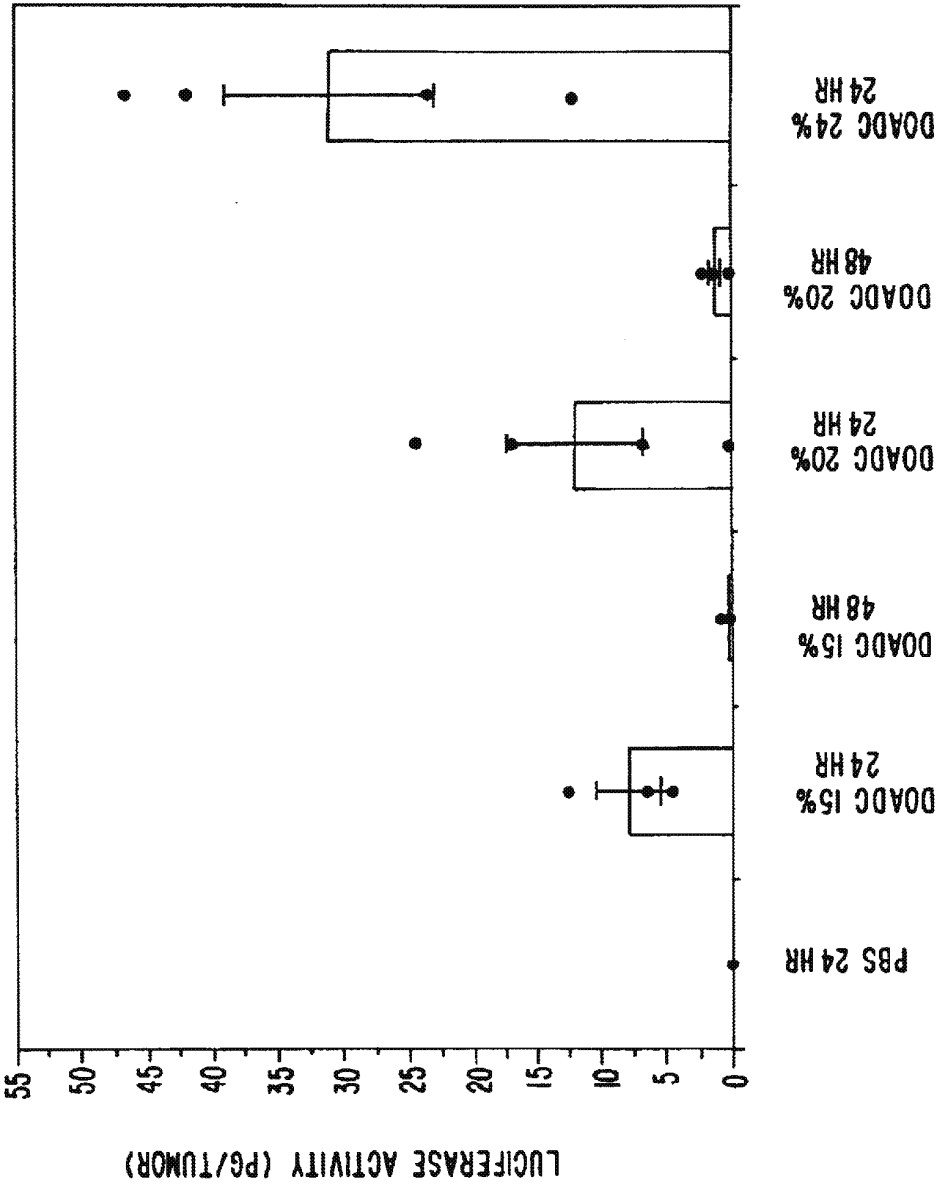 LUCIFERASE ACTIVITY (PG/TUMOR)
55
50
45
40
35
30
25
20
15
10
5
0
PBS 24 HR
DOADC 15%
24 HR
DOADC 15%
48 HR
DOADC 20%
24 HR
DOADC 20%
48 HR
DOADC 24%
24 HR